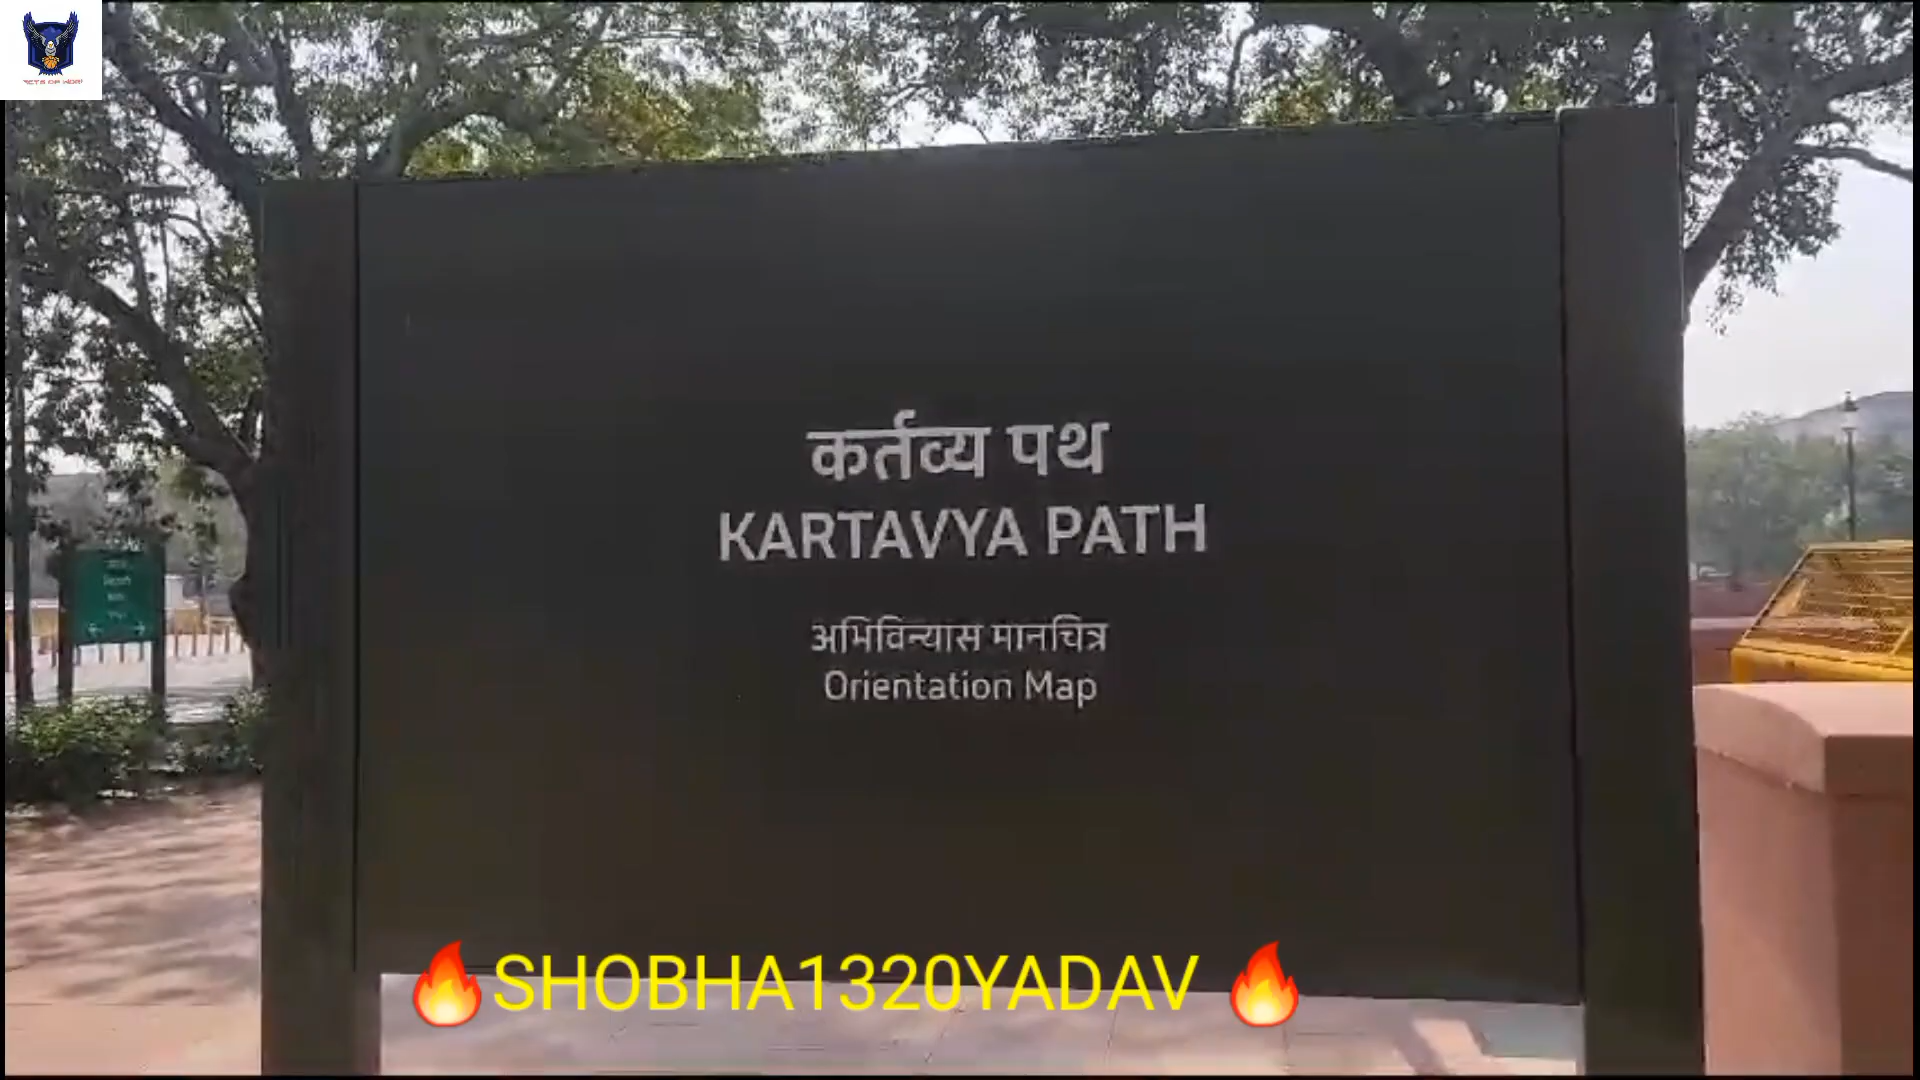 कर्तव्य पथ
KARTAVYA PATH
अभिविन्यास मानचित्र
Orientation Map
🔥SHOBHA1320YADAV 🔥